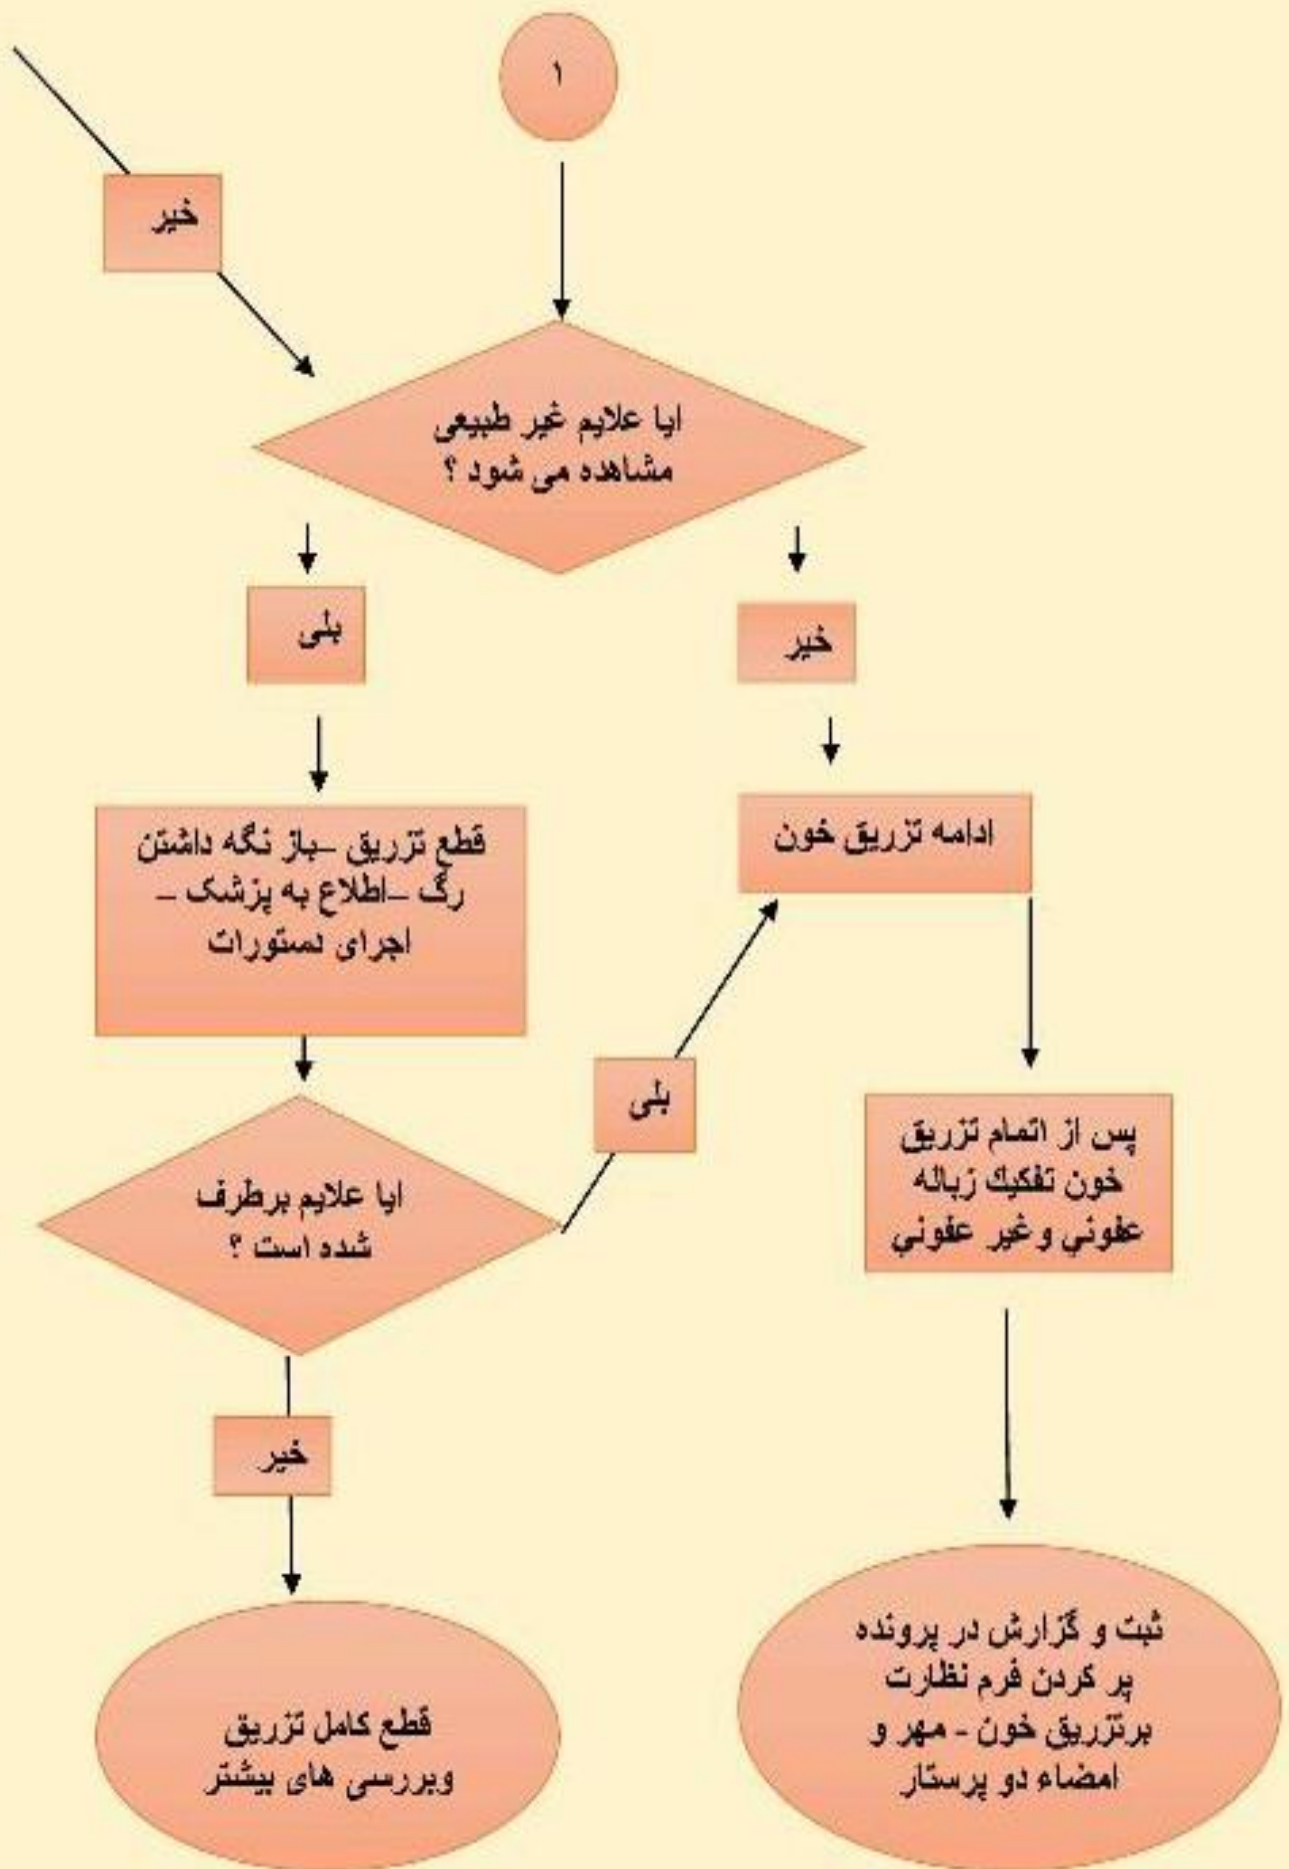 ۱
خیر
ایا علایم غیر طبیعی
مشاهده می شود ؟
خیر
بلی
ادامه تزریق خون
قطع تزریق –باز نگه داشتن
رگ –اطلاع به پزشک –
اجرای دستورات
بلی
پس از اتمام تزریق
خون تفكيك زباله
عفوني و غير عفوني
ایا علایم برطرف
شده است ؟
خیر
ثبت و گزارش در پرونده
پر کردن فرم نظارت
برتزریق خون - مهر و
امضاء دو پرستار
قطع کامل تزریق
وبررسی های بیشتر